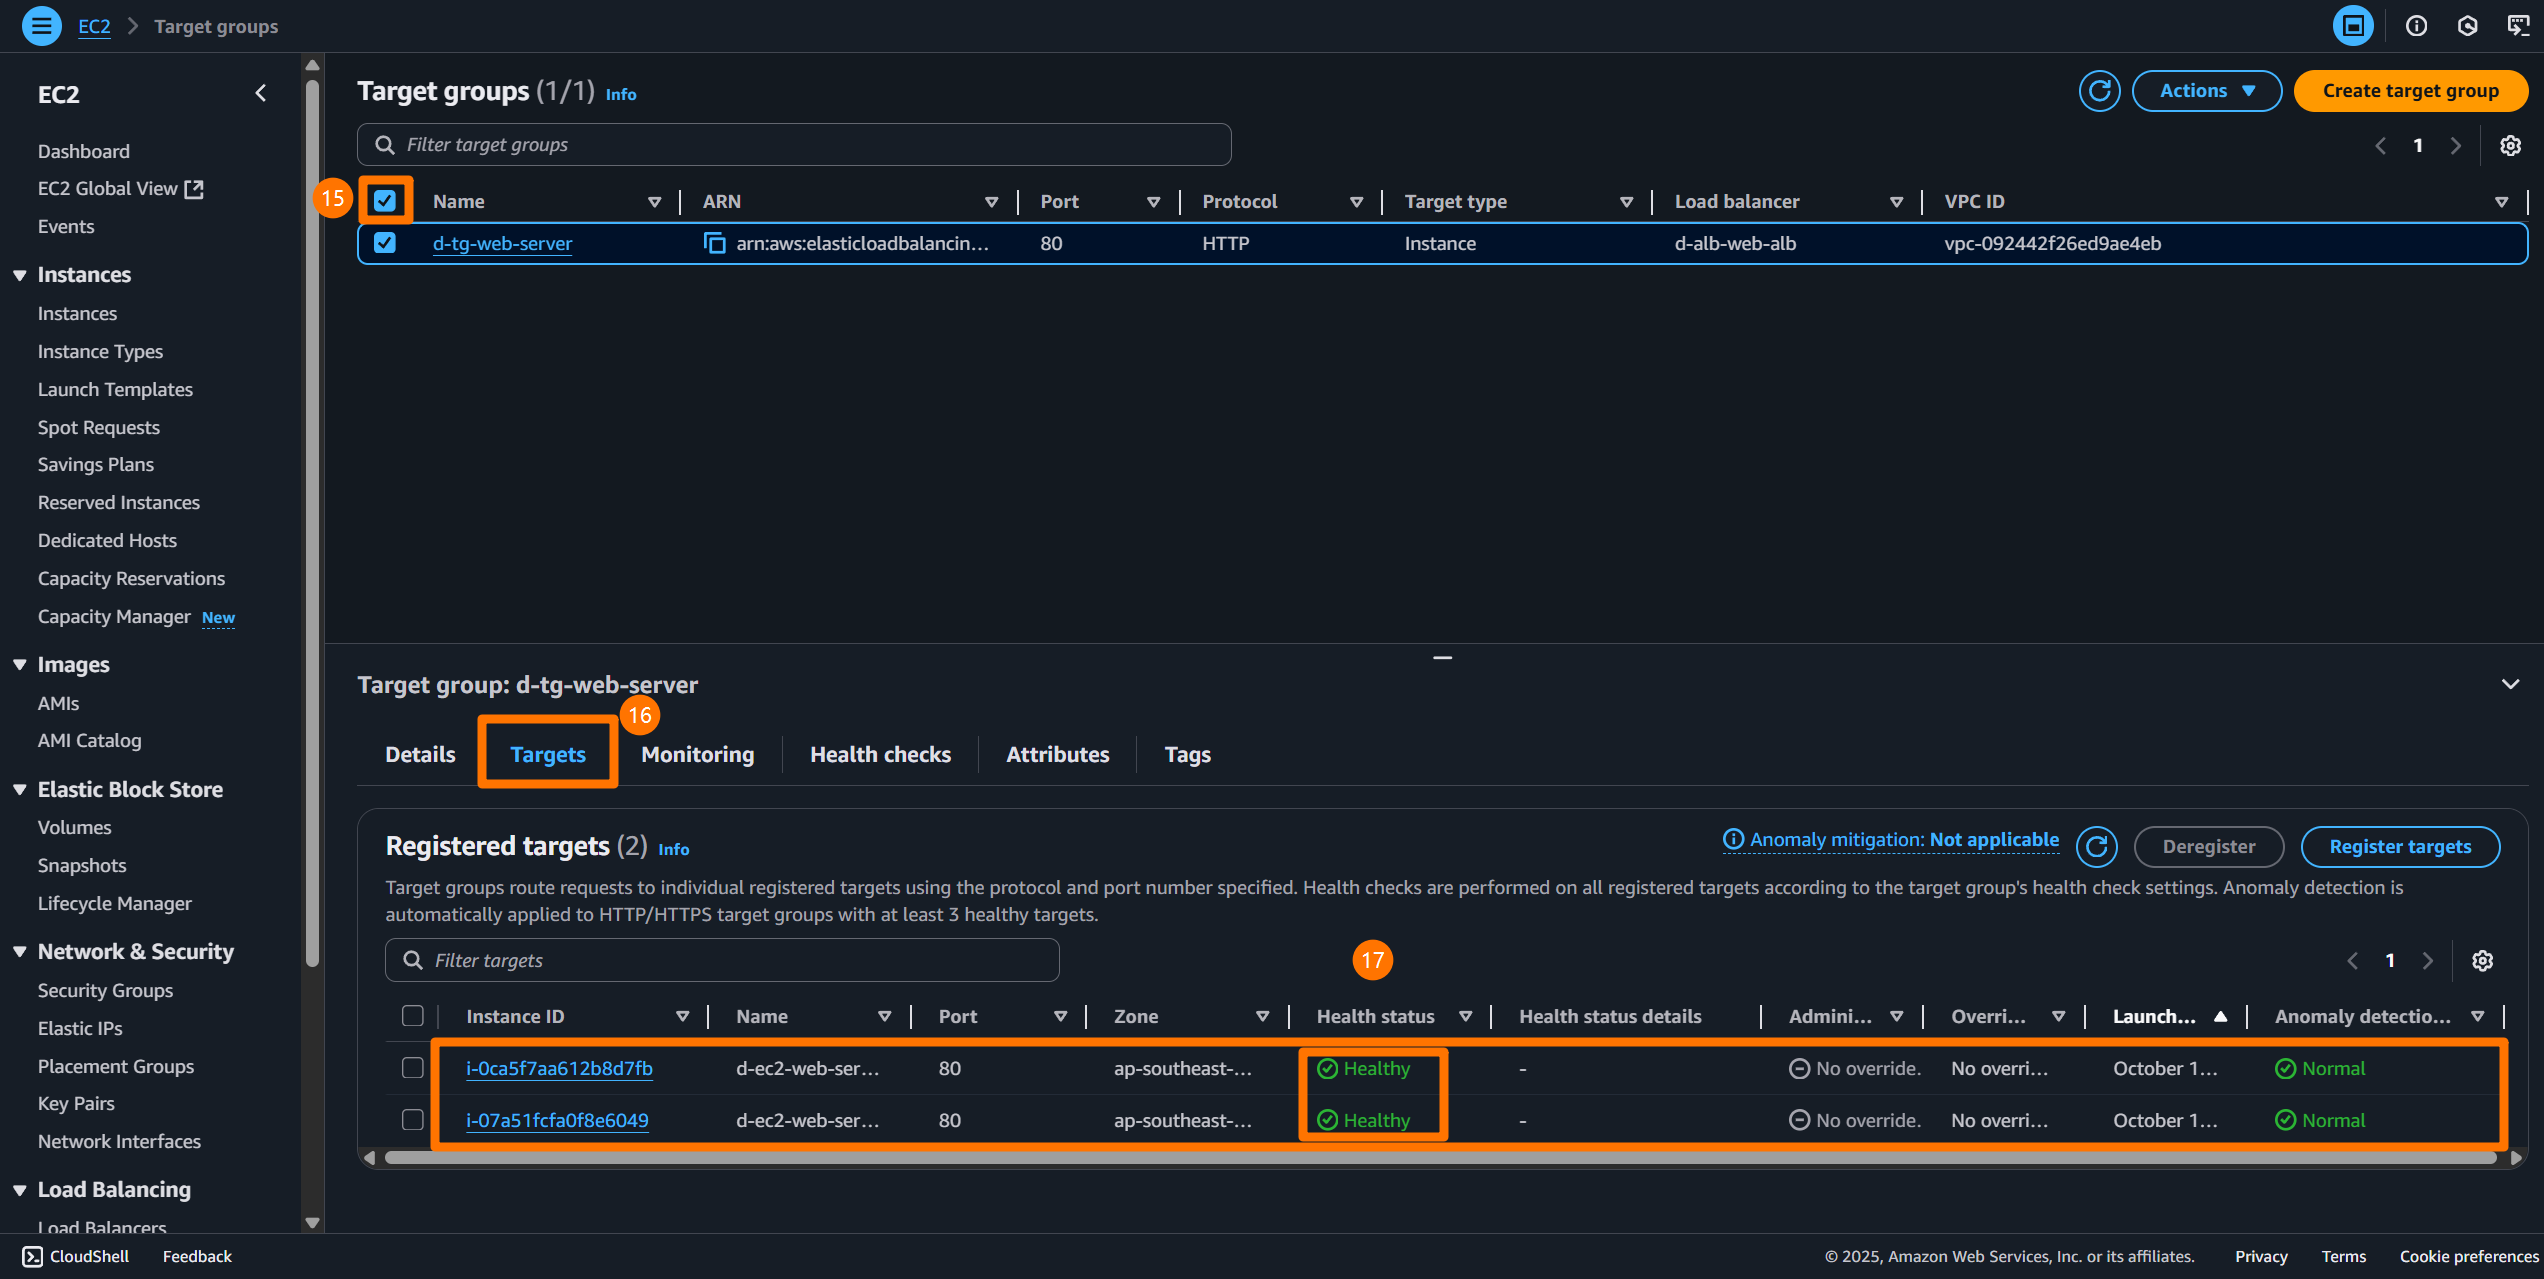 EC2 > Target groups
EC2
Dashboard
EC2 Global View
Events
Instances
Instances
Instance Types
Launch Templates
Spot Requests
Savings Plans
Reserved Instances
Dedicated Hosts
Capacity Reservations
Capacity Manager New
Images
AMIs
AMI Catalog
Elastic Block Store
Volumes
Snapshots
Lifecycle Manager
Network & Security
Security Groups
Elastic IPs
Placement Groups
Key Pairs
Network Interfaces
Load Balancing
Load Balancers
Target groups (1/1) Info
Actions
Create target group
Filter target groups
1
15
Name ARN Port Protocol Target type Load balancer VPC ID
d-tg-web-server arn:aws:elasticloadbalancin... 80 HTTP Instance d-alb-web-alb vpc-092442f26ed9ae4eb
Target group: d-tg-web-server
16
Details Targets Monitoring Health checks Attributes Tags
Registered targets (2) Info
Anomaly mitigation: Not applicable
Deregister
Register targets
Target groups route requests to individual registered targets using the protocol and port number specified. Health checks are performed on all registered targets according to the target group's health check settings. Anomaly detection is
automatically applied to HTTP/HTTPS target groups with at least 3 healthy targets.
Filter targets
17
1
Instance ID Name Port Zone Health status Health status details Admini... Overri... Launch... Anomaly detectio...
i-0ca5f7aa612b8d7fb d-ec2-web-ser... 80 ap-southeast-... Healthy - No override. No overri... October 1... Normal
i-07a51fcfa0f8e6049 d-ec2-web-ser... 80 ap-southeast-... Healthy - No override. No overri... October 1... Normal
CloudShell Feedback
© 2025, Amazon Web Services, Inc. or its affiliates. Privacy Terms Cookie preferences